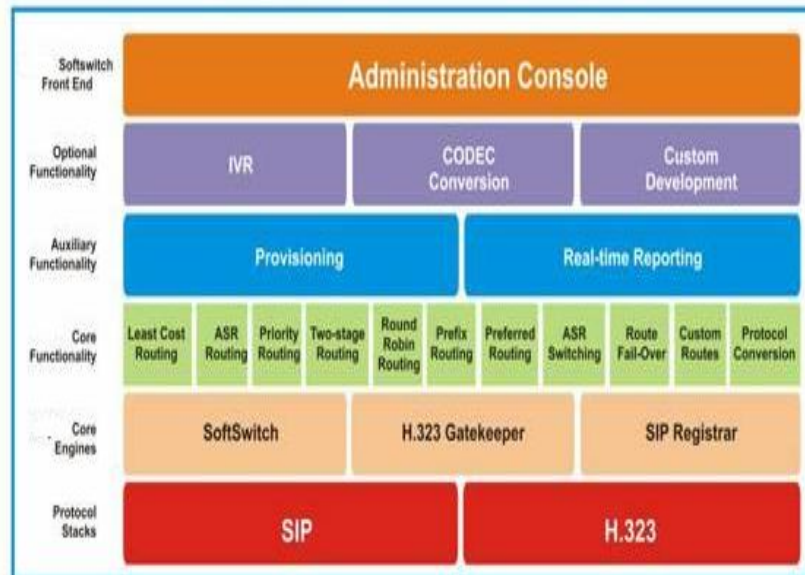 Softswitch
Front End
Administration Console
Optional
Functionality
IVR
CODEC
Conversion
Custom
Development
Auxiliary
Functionality
Provisioning
Real-time Reporting
Core
Functionality
Least Cost
Routing
ASR
Routing
Priority
Routing
Two-stage
Routing
Round
Robin
Routing
Prefix
Routing
Preferred
Routing
ASR
Switching
Route
Fail-Over
Custom
Routes
Protocol
Conversion
Core
Engines
SoftSwitch
H.323 Gatekeeper
SIP Registrar
Protocol
Stacks
SIP
H.323